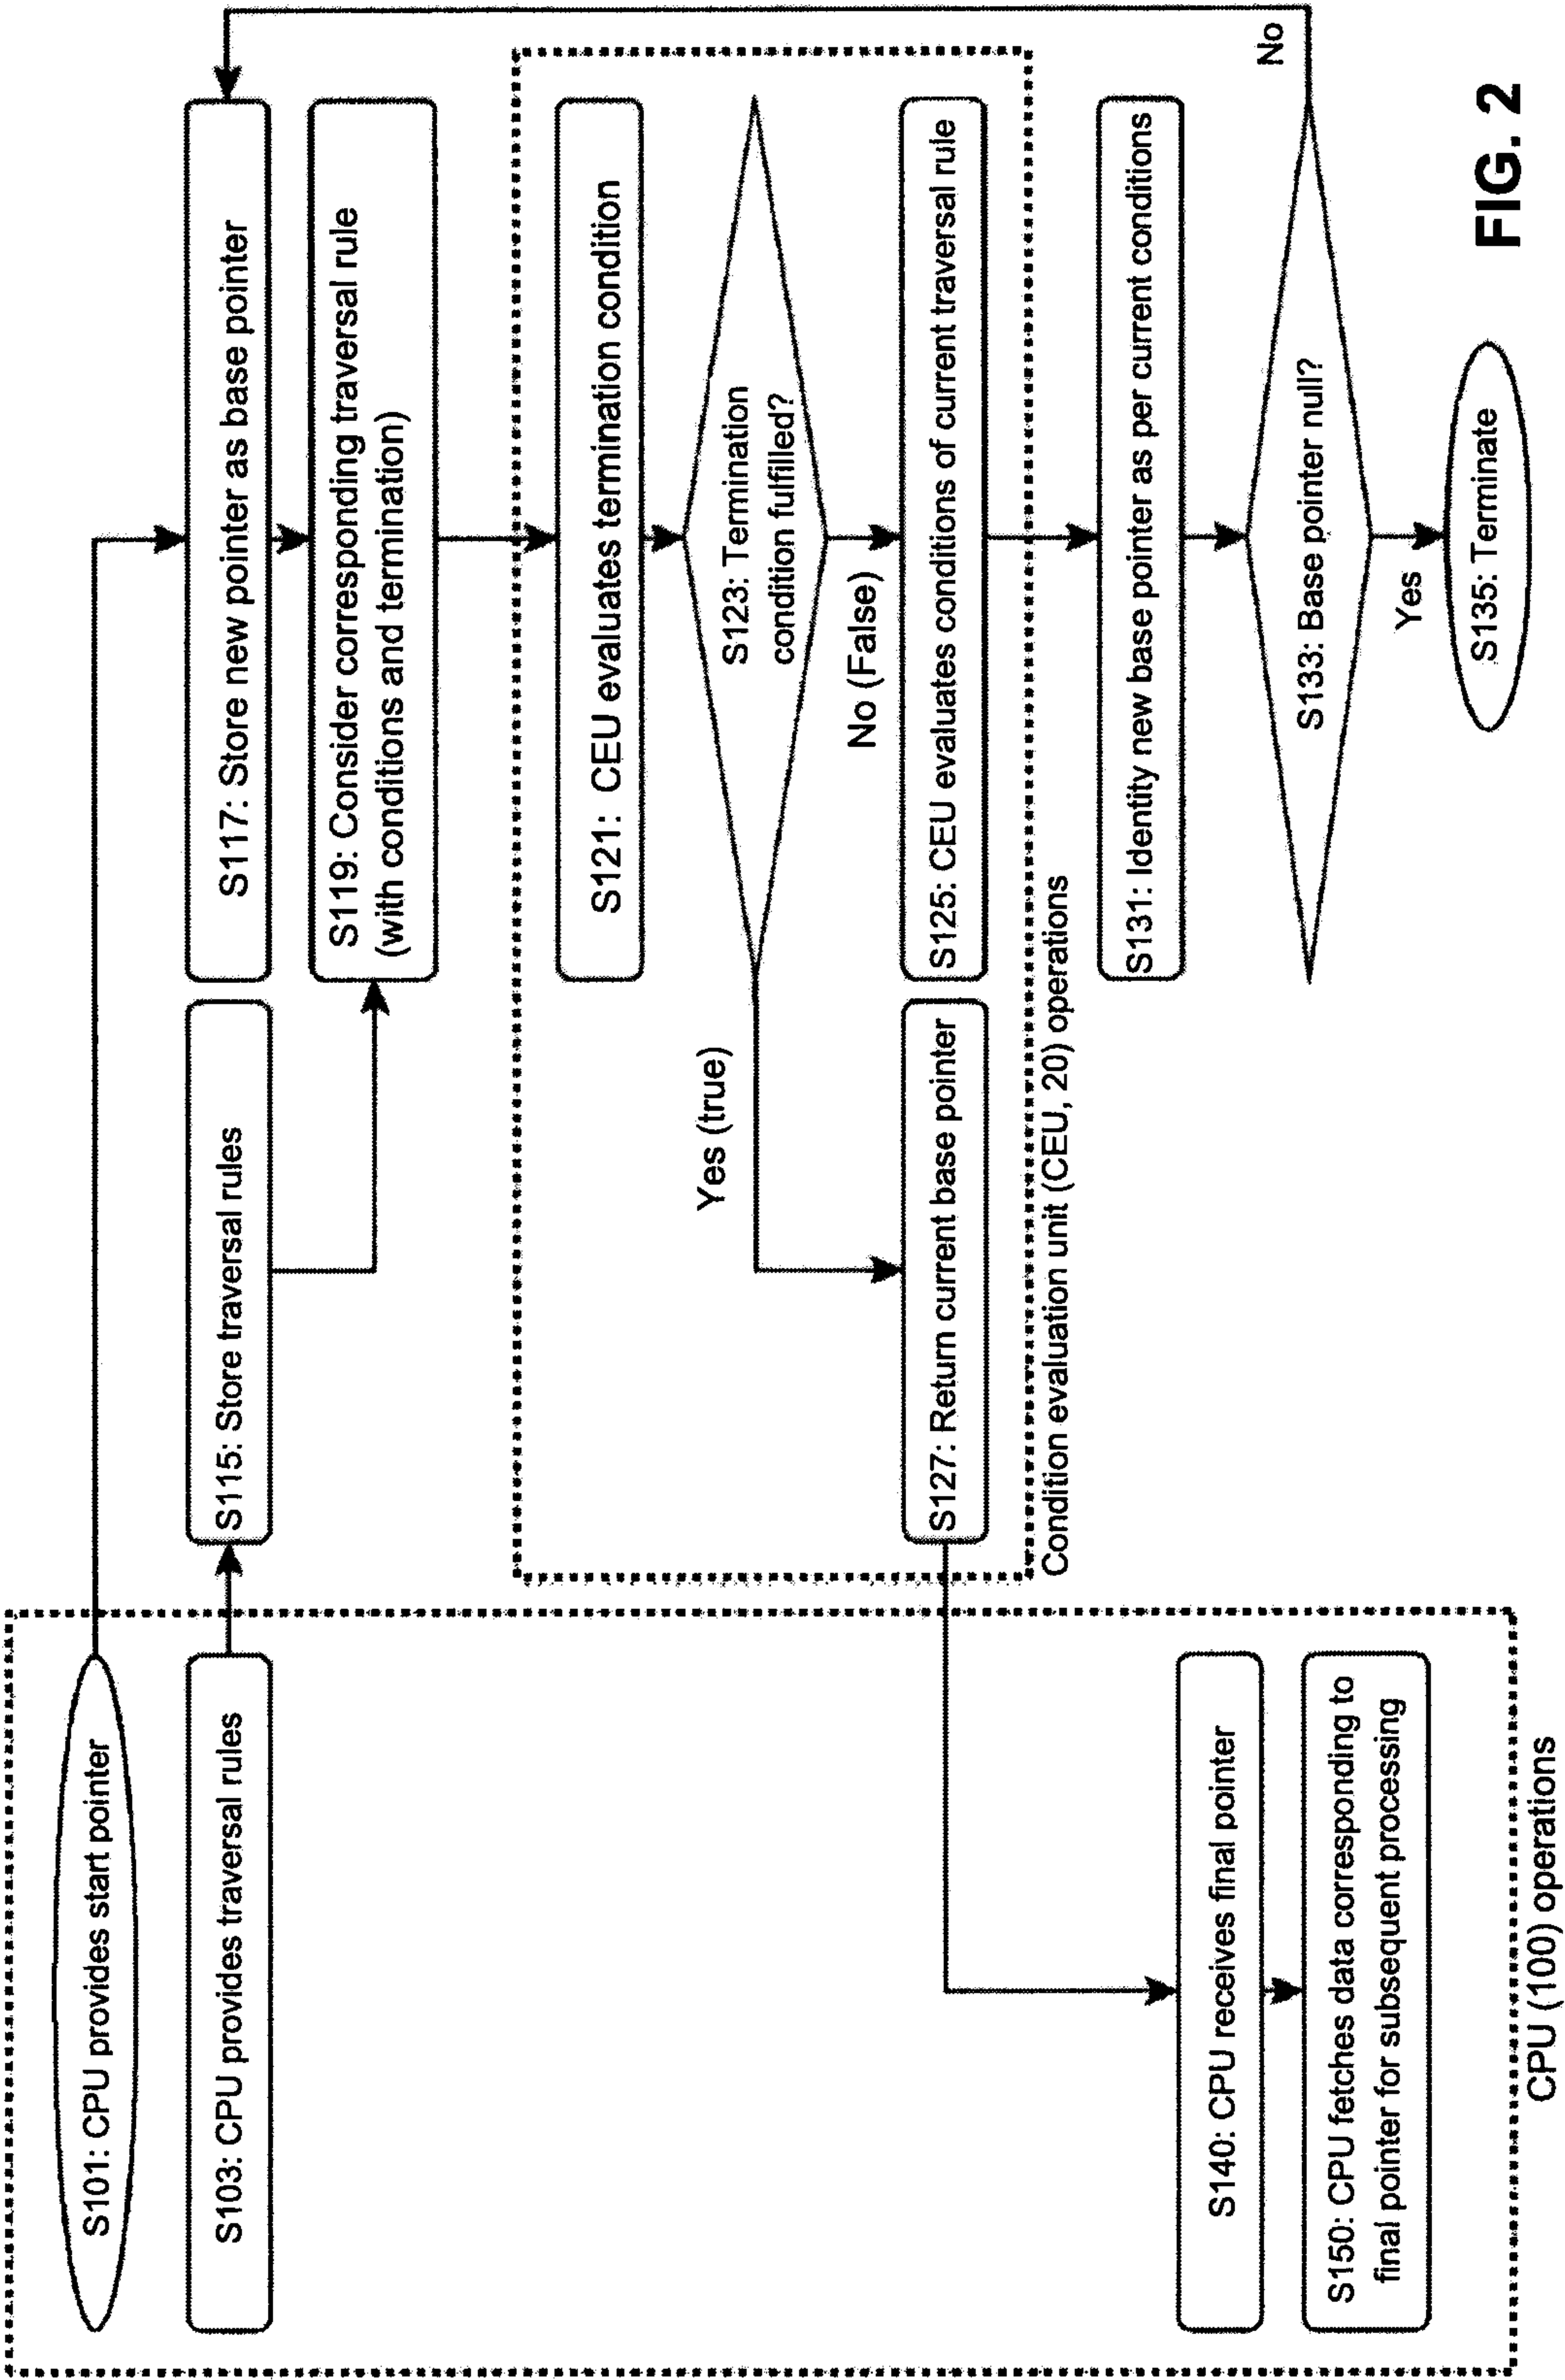 S101: CPU provides start pointer
S103: CPU provides traversal rules
S115: Store traversal rules
S117: Store new pointer as base pointer
S119: Consider corresponding traversal rule
(with conditions and termination)
S121: CEU evaluates termination condition
S123: Termination
condition fulfilled?
Yes (true)
No (False)
S127: Return current base pointer
S125: CEU evaluates conditions of current traversal rule
Condition evaluation unit (CEU, 20) operations
S131: Identity new base pointer as per current conditions
S133: Base pointer null?
No
Yes
S135: Terminate
S140: CPU receives final pointer
S150: CPU fetches data corresponding to
final pointer for subsequent processing
CPU (100) operations
FIG. 2